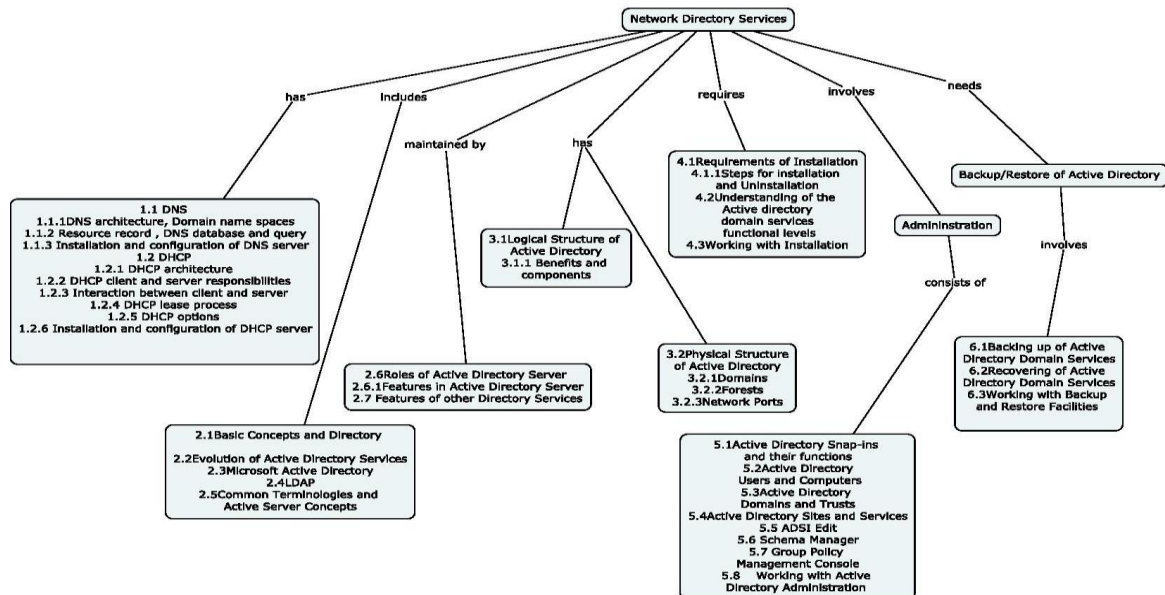 Network Directory Services
has
Includes
maintained by
has
requires
involves
needs
1.1 DNS
1.1.1DNS architecture, Domain name spaces
1.1.2 Resource record , DNS database and query
1.1.3 Installation and configuration of DNS server
1.2 DHCP
1.2.1 DHCP architecture
1.2.2 DHCP client and server responsibilities
1.2.3 Interaction between client and server
1.2.4 DHCP lease process
1.2.5 DHCP options
1.2.6 Installation and configuration of DHCP server
2.1Basic Concepts and Directory
2.2Evolution of Active Directory Services
2.3Microsoft Active Directory
2.4LDAP
2.5Common Terminologies and
Active Server Concepts
2.6Roles of Active Directory Server
2.6.1Features in Active Directory Server
2.7 Features of other Directory Services
3.1Logical Structure of
Active Directory
3.1.1 Benefits and
components
3.2Physical Structure
of Active Directory
3.2.1Domains
3.2.2Forests
3.2.3Network Ports
4.1Requirements of Installation
4.1.1Steps for installation
and Uninstallation
4.2Understanding of the
Active directory
domain services
functional levels
4.3Working with Installation
Admininstration
consists of
5.1Active Directory Snap-ins
and their functions
5.2Active Directory
Users and Computers
5.3Active Directory
Domains and Trusts
5.4Active Directory Sites and Services
5.5 ADSI Edit
5.6 Schema Manager
5.7 Group Policy
Management Console
5.8 Working with Active
Directory Administration
Backup/Restore of Active Directory
involves
6.1Backing up of Active
Directory Domain Services
6.2Recovering of Active
Directory Domain Services
6.3Working with Backup
and Restore Facilities